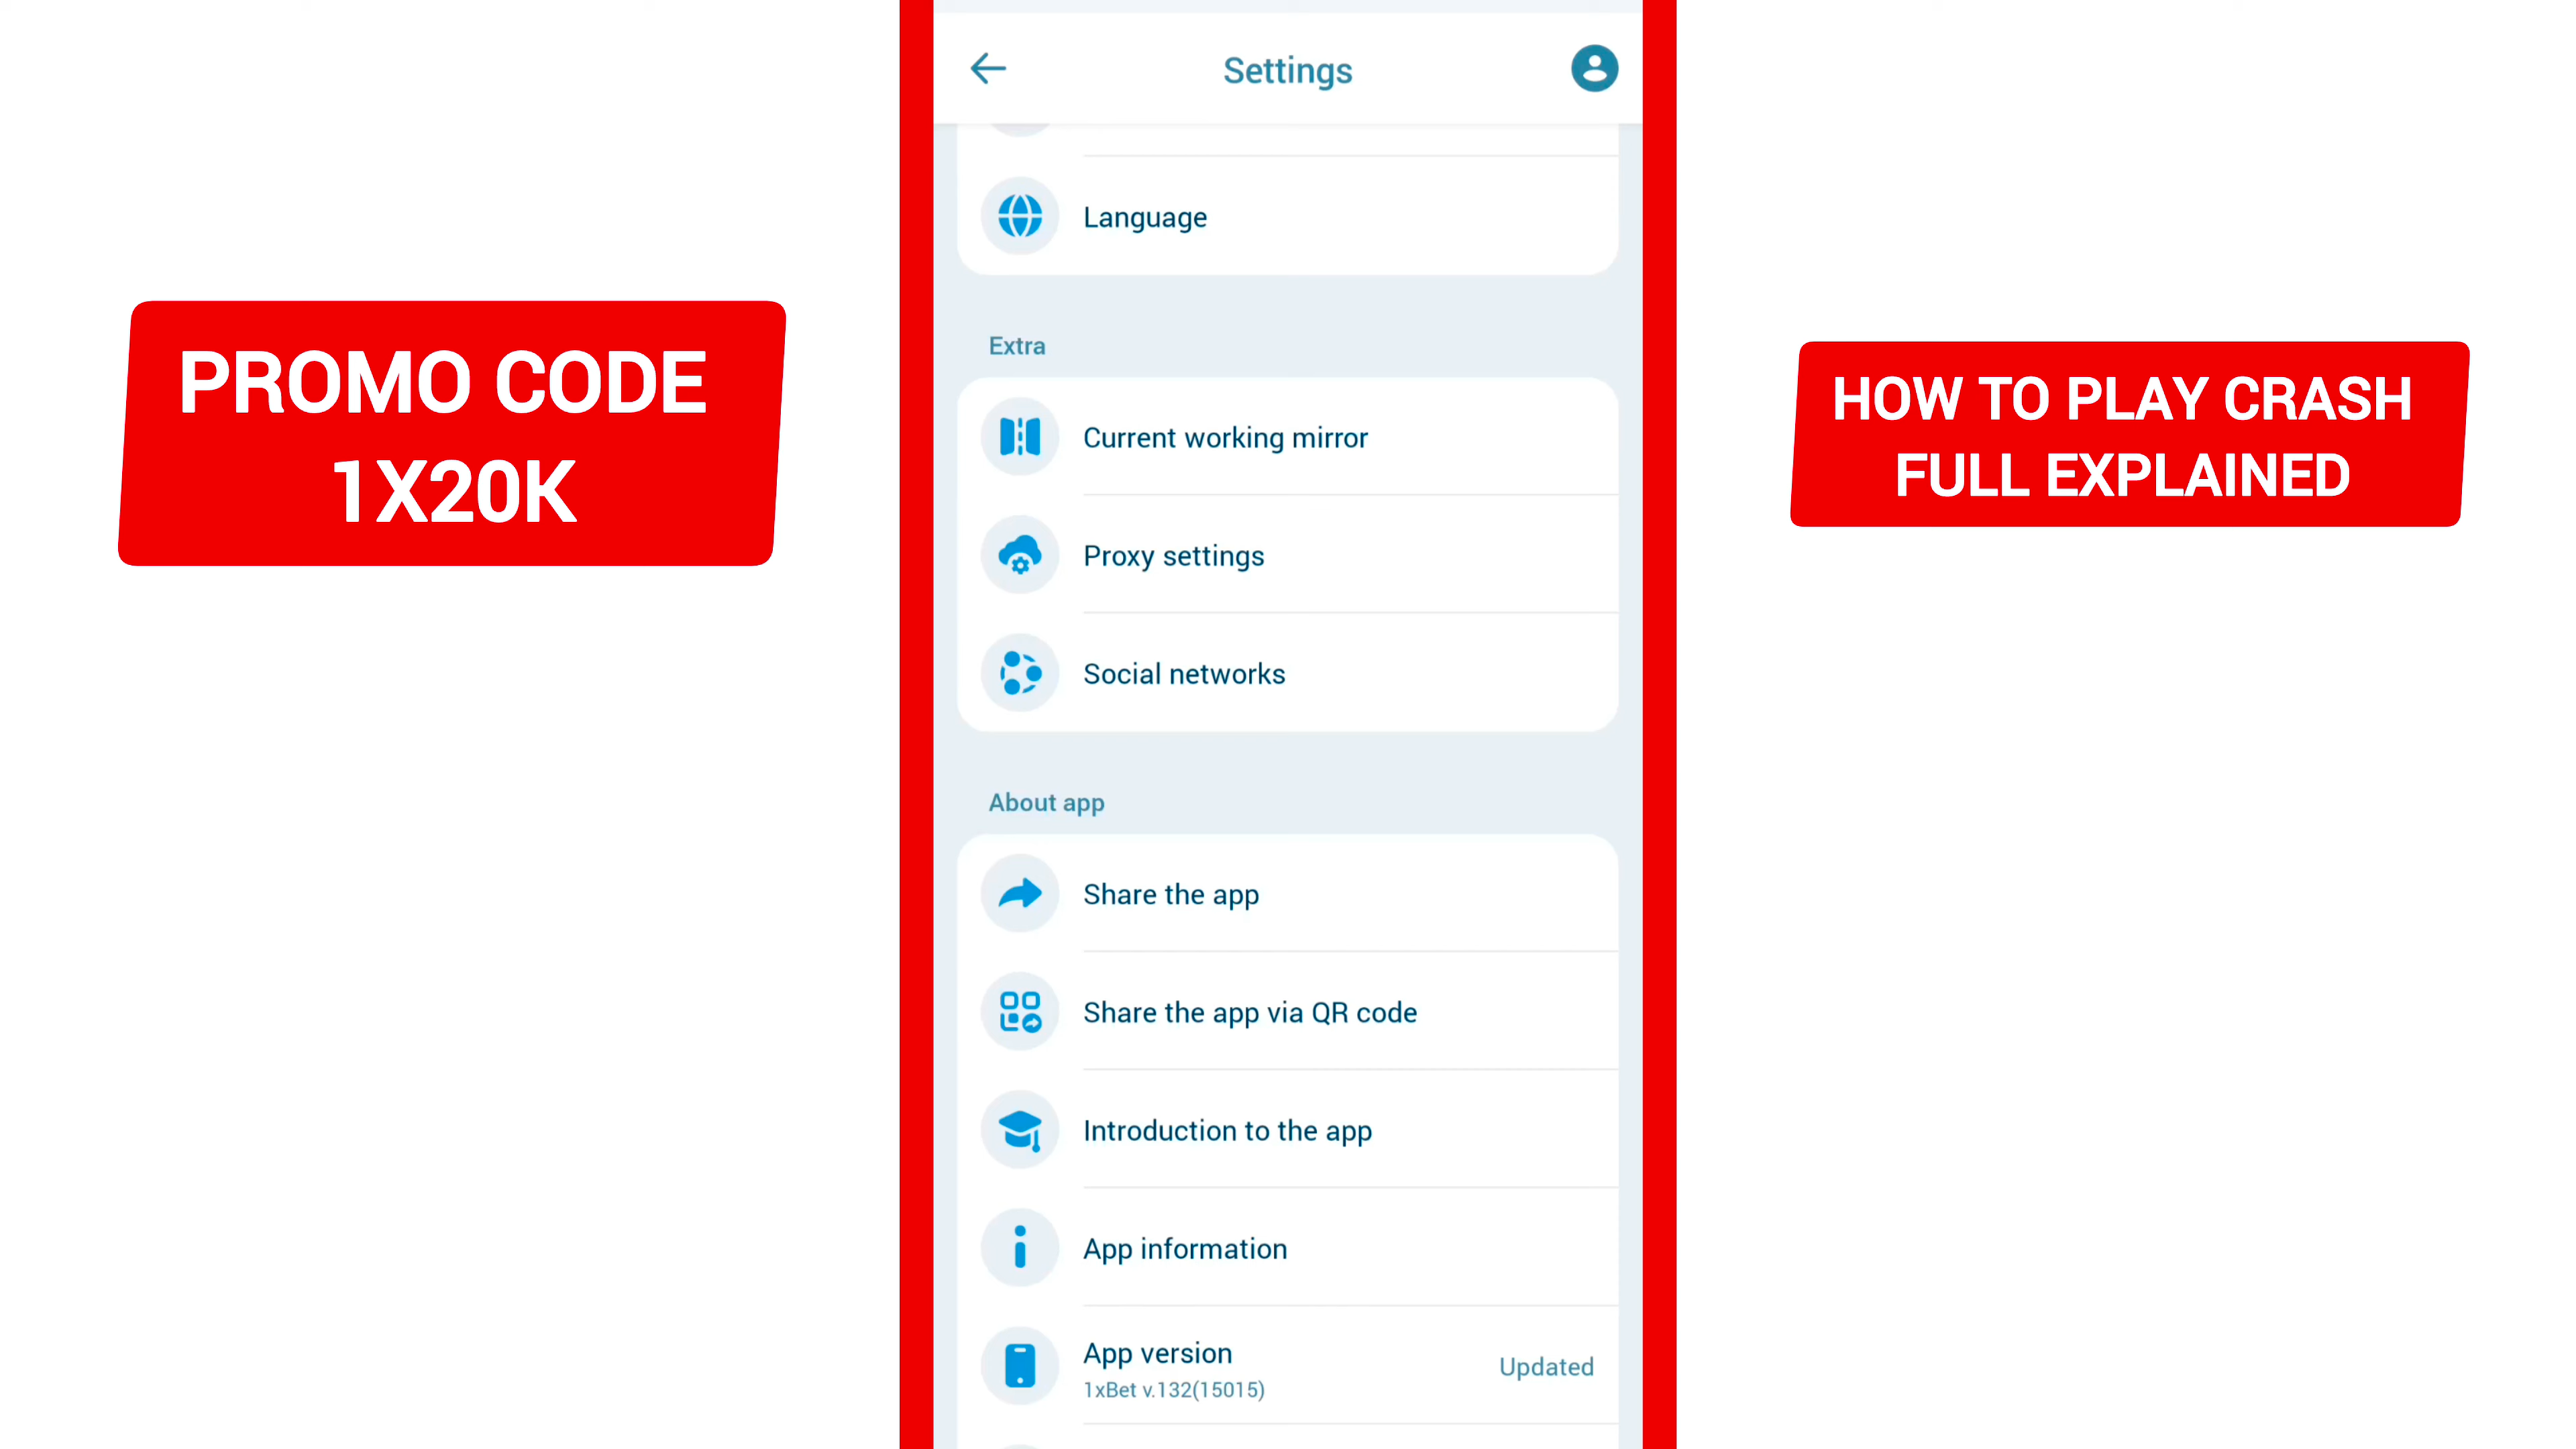 PROMO CODE
1X20K
Settings
Language
Extra
Current working mirror
Proxy settings
Social networks
About app
Share the app
Share the app via QR code
Introduction to the app
App information
App version
1xBet v.132(15015)
Updated
HOW TO PLAY CRASH
FULL EXPLAINED